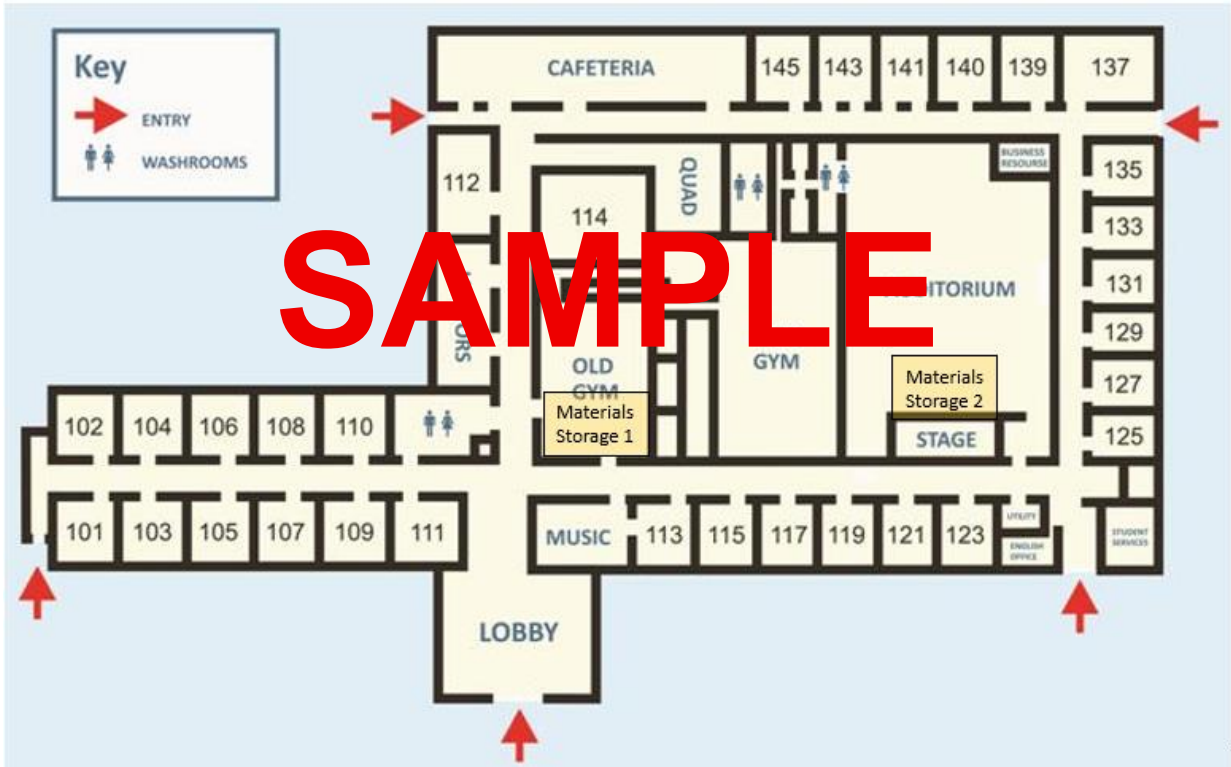 Key
ENTRY
WASHROOMS
CAFETERIA
145
143
141
140
139
137
112
114
QUAD
BUSINESS
RESOURSE
135
133
131
129
127
125
SAMPLE
OLD
GYM
GYM
Materials
Storage 1
Materials
Storage 2
STAGE
102
104
106
108
110
101
103
105
107
109
111
MUSIC
113
115
117
119
121
123
UTILITY
ENGLISH
OFFICE
STUDENT
SERVICES
LOBBY